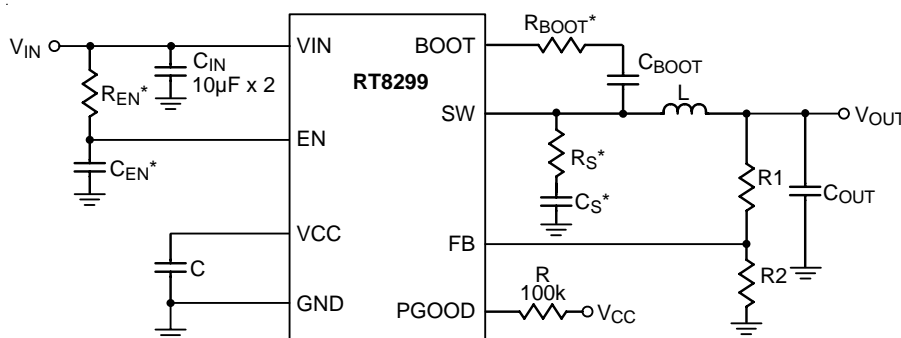 VIN
CIN
10μF x 2
REN*
CEN*
VIN
EN
VCC
GND
C
RT8299
BOOT
SW
FB
PGOOD
RBOOT*
CBOOT
L
RS*
CS*
VOUT
R1
COUT
R2
R
100k
VCC